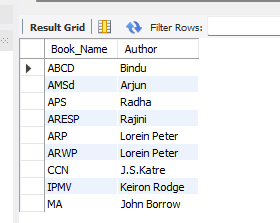 Result Grid Filter Rows:
Book_Name Author
ABCD Bindu
AMSd Arjun
APS Radha
ARESP Rajini
ARP Lorein Peter
ARWP Lorein Peter
CCN J.S.Katre
IPMV Keiron Rodge
MA John Borrow